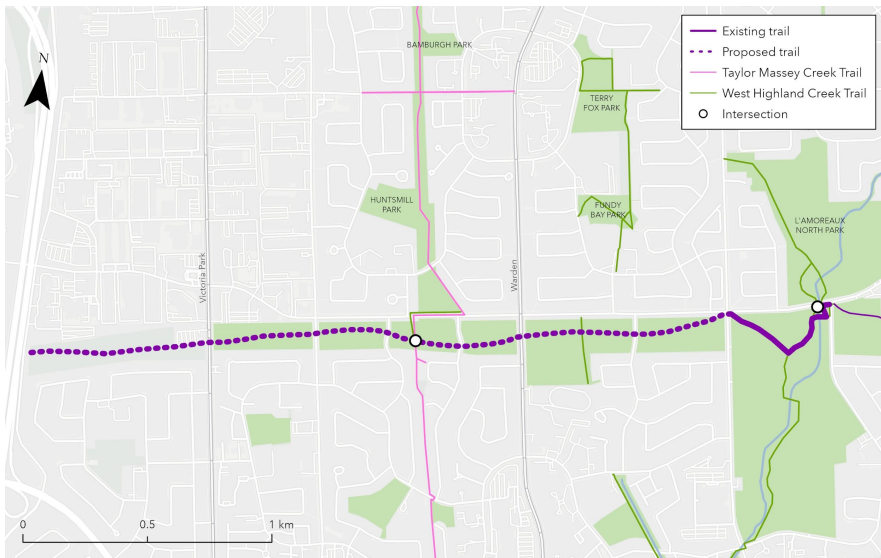 N
BAMBURGH PARK
Existing trail
Proposed trail
Taylor Massey Creek Trail
West Highland Creek Trail
Intersection
TERRY
FOX PARK
HUNTSMILL
PARK
FUNDY
BAY PARK
L'AMOREAUX
NORTH PARK
Victoria Park
Warden
0
0.5
1 km